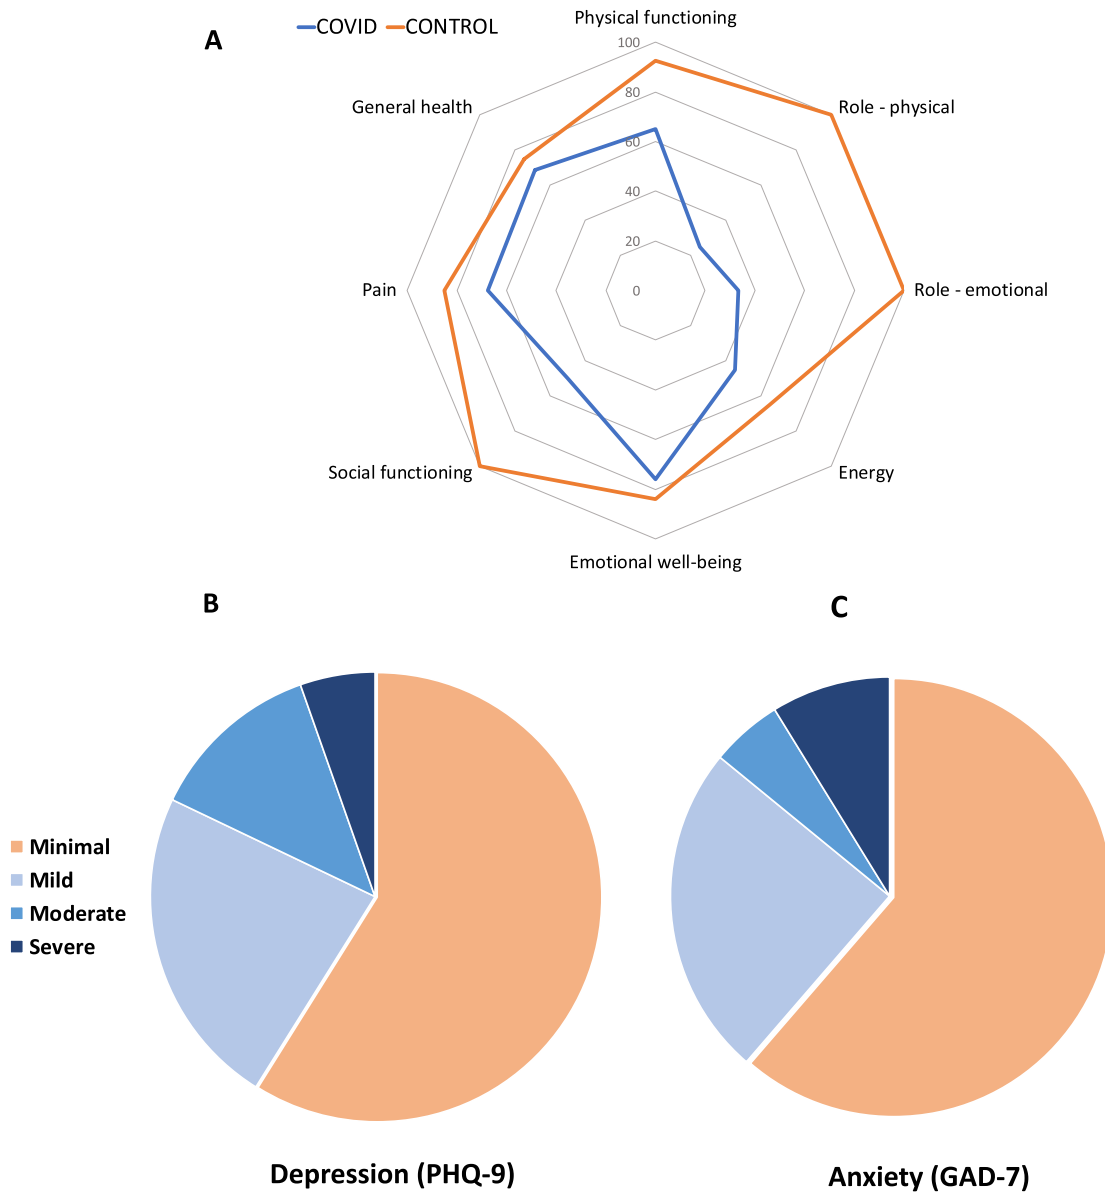 A
COVID CONTROL
Physical functioning
100
General health
Role - physical
80
60
40
20
Pain
0
Role - emotional
Social functioning
Energy
Emotional well-being
B
C
Minimal
Mild
Moderate
Severe
Depression (PHQ-9)
Anxiety (GAD-7)